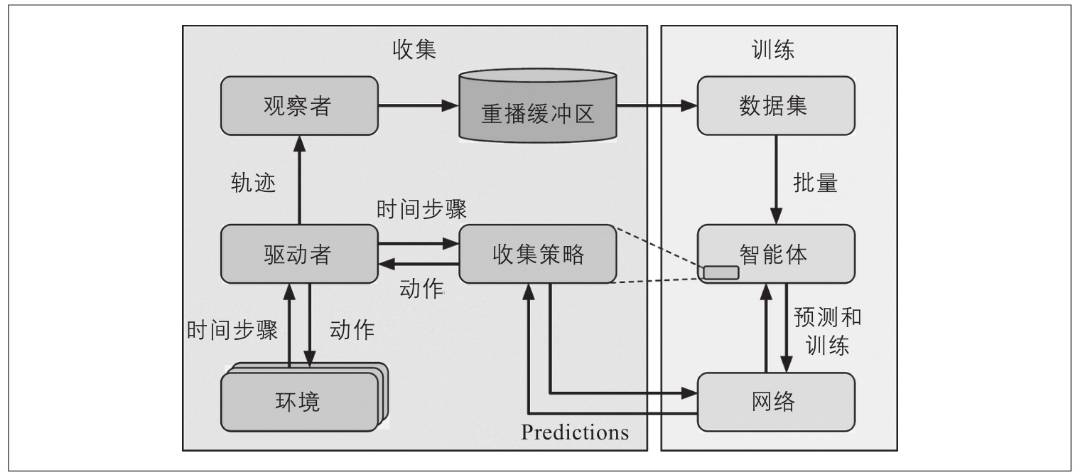 收集
训练
观察者
重播缓冲区
数据集
轨迹
批量
时间步骤
驱动者
收集策略
智能体
动作
时间步骤
动作
预测和
训练
环境
网络
Predictions